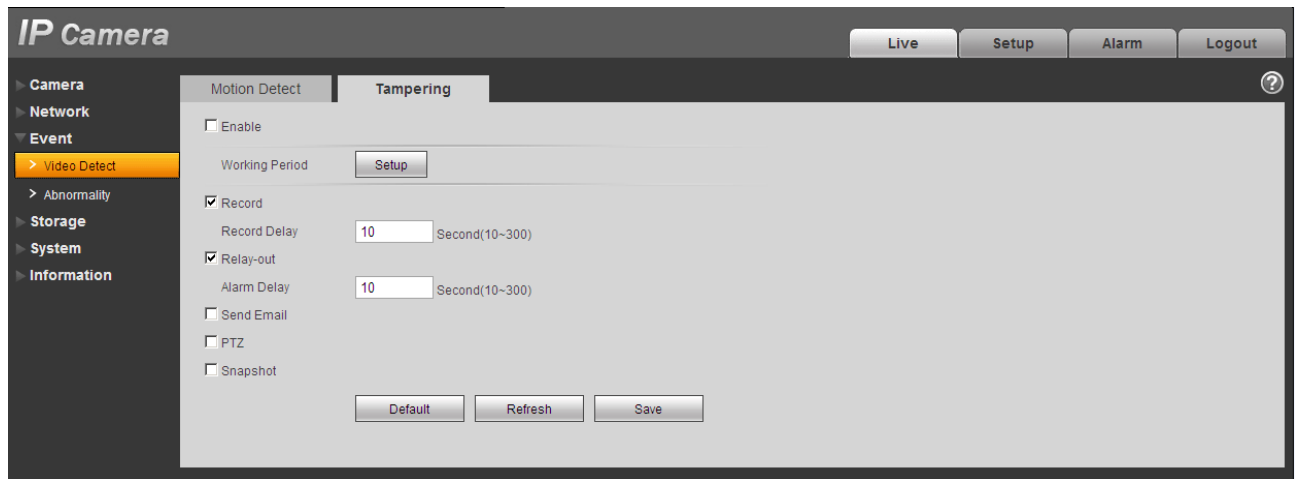 IP Camera
Live Setup Alarm Logout
Camera
Network
Event
> Video Detect
> Abnormality
Storage
System
Information
Motion Detect Tampering ?
Enable
Working Period Setup
Record
Record Delay 10 Second(10~300)
Relay-out
Alarm Delay 10 Second(10~300)
Send Email
PTZ
Snapshot
Default Refresh Save